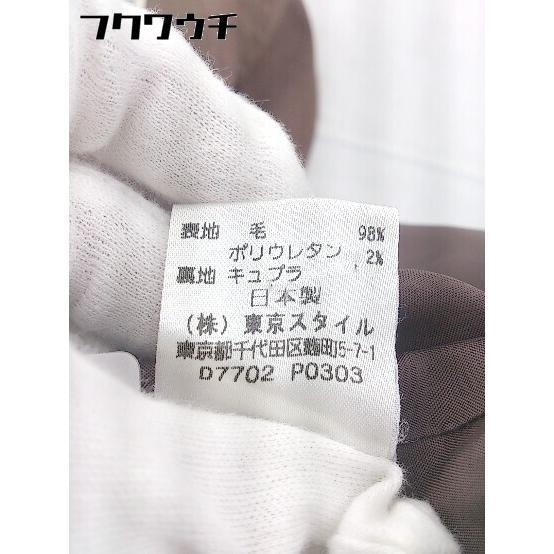 フクワウチ
表地 毛 98%
ポリウレタン 2%
裏地 キュプラ
日本製
(株) 東京スタイル
東京都千代田区麹町5-7-1
D7702 P0303